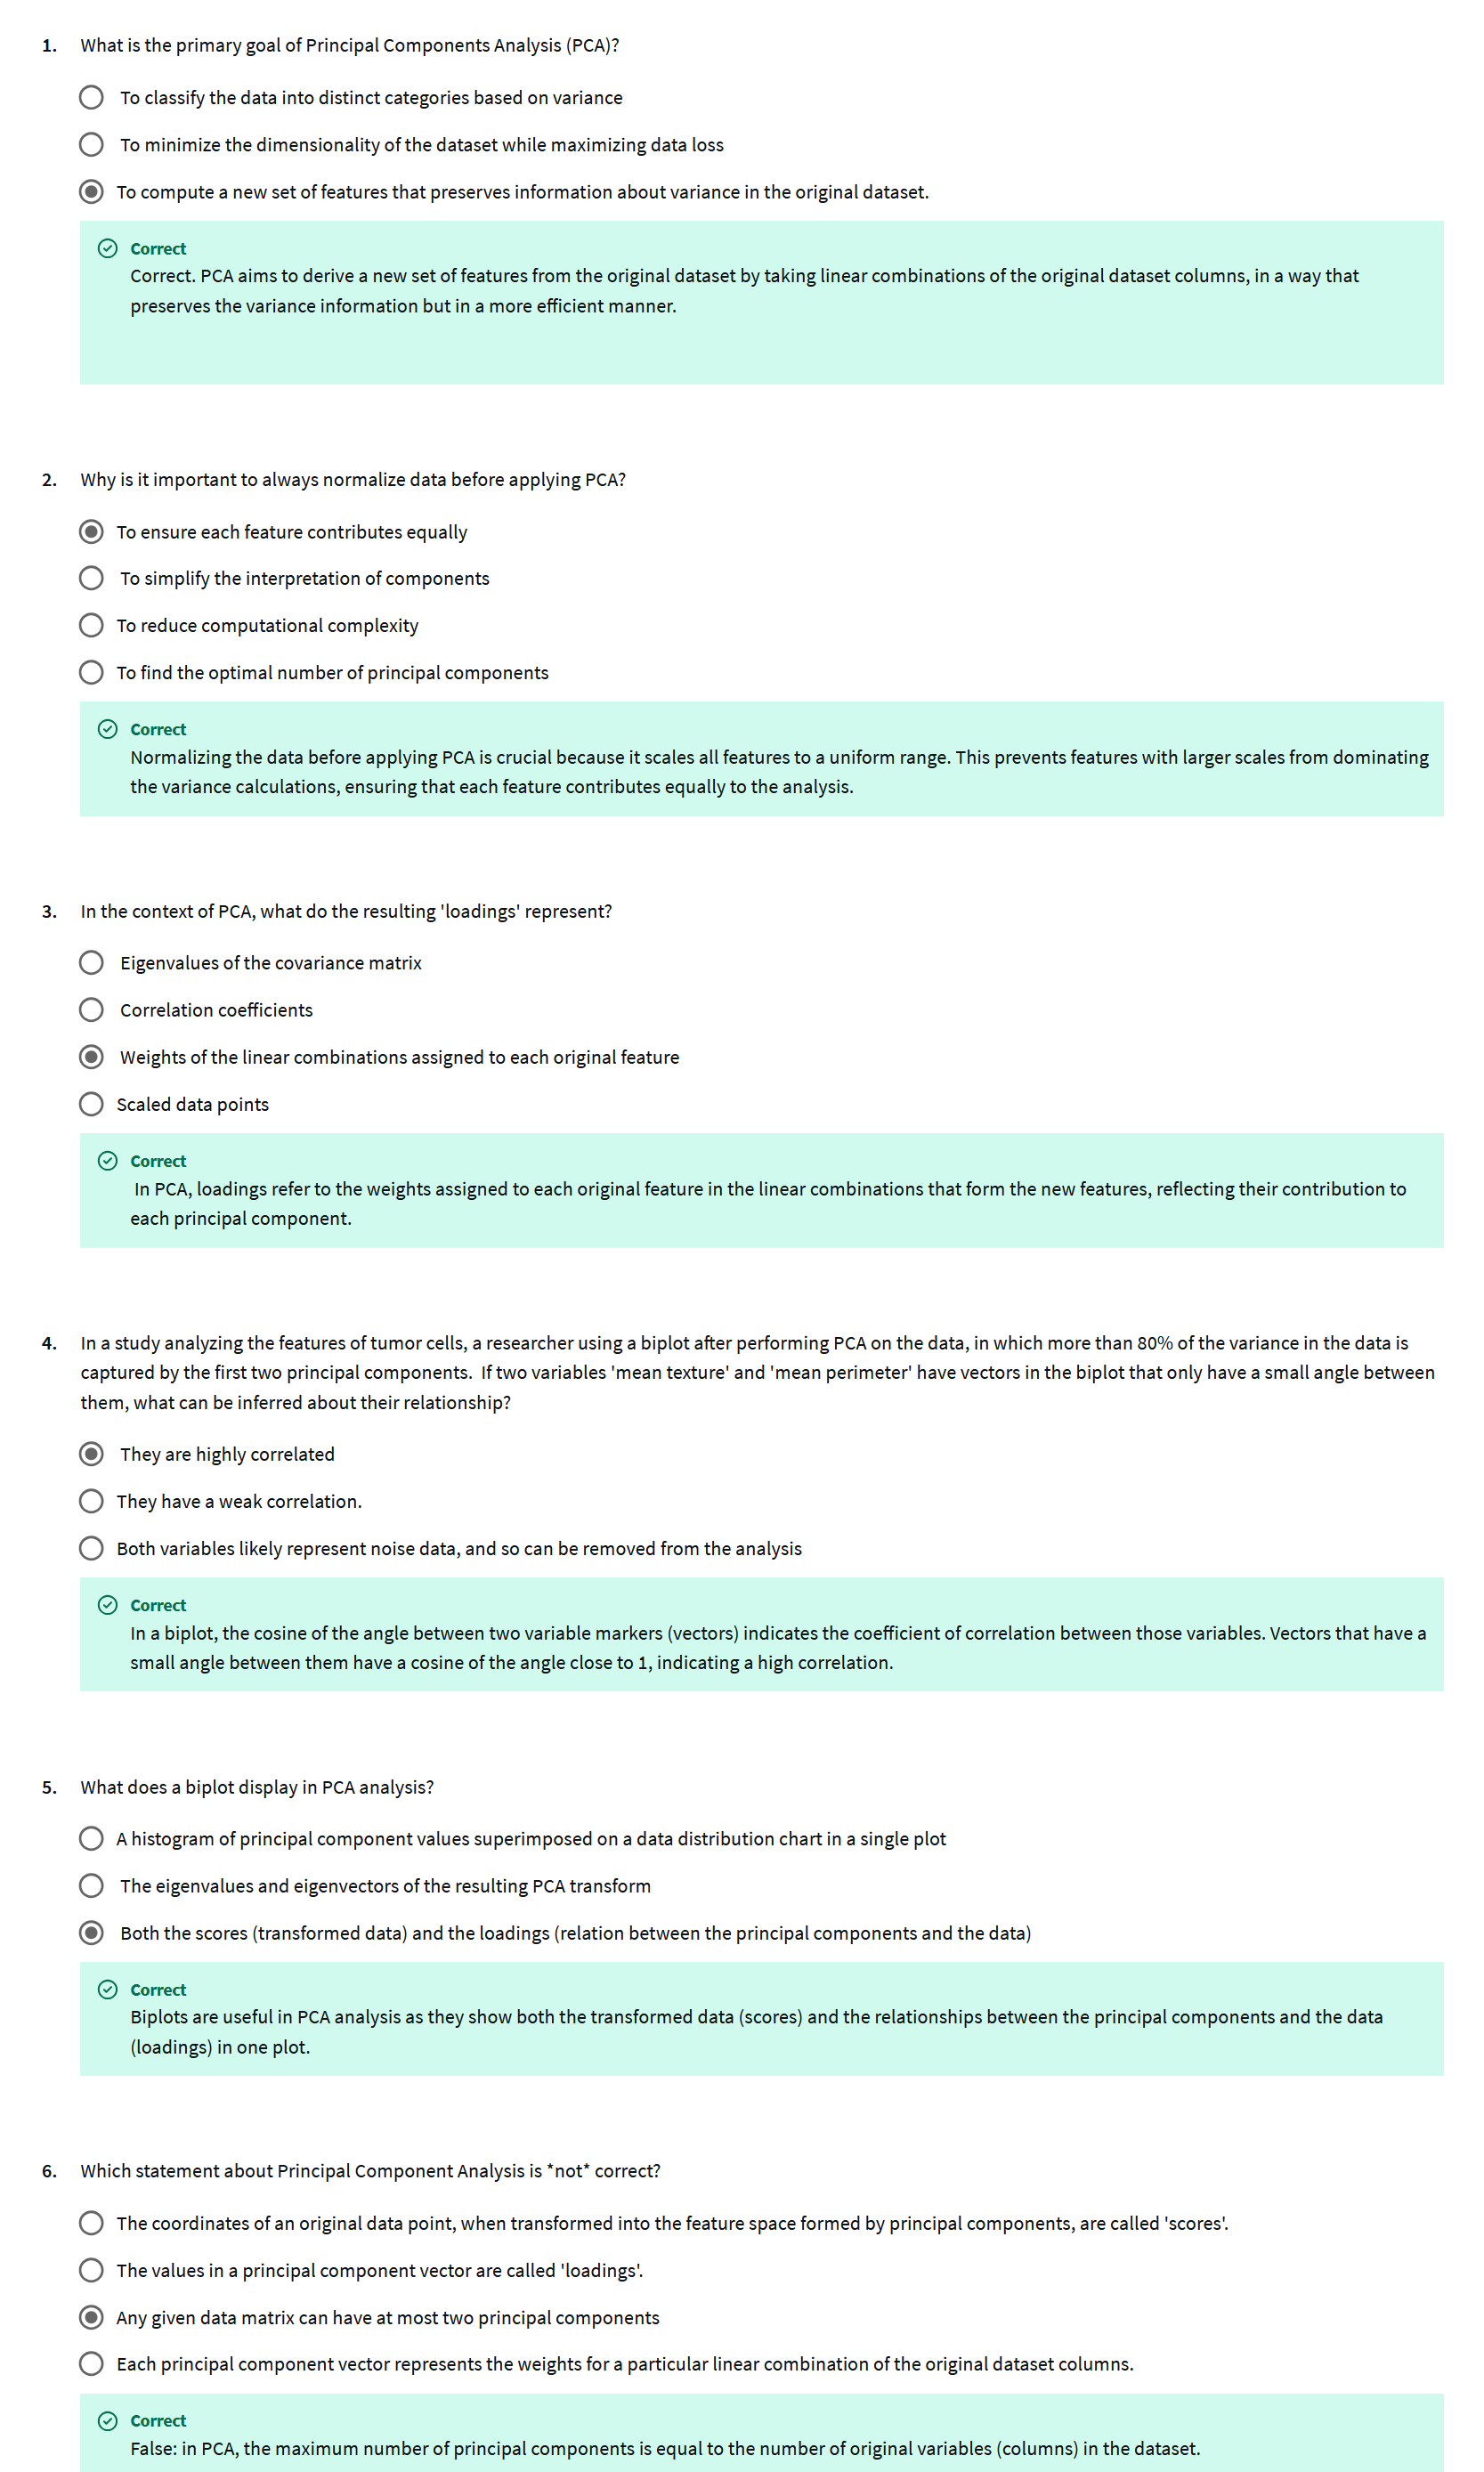 1. What is the primary goal of Principal Components Analysis (PCA)?
To classify the data into distinct categories based on variance
To minimize the dimensionality of the dataset while maximizing data loss
To compute a new set of features that preserves information about variance in the original dataset.
Correct
Correct. PCA aims to derive a new set of features from the original dataset by taking linear combinations of the original dataset columns, in a way that
preserves the variance information but in a more efficient manner.
2. Why is it important to always normalize data before applying PCA?
To ensure each feature contributes equally
To simplify the interpretation of components
To reduce computational complexity
To find the optimal number of principal components
Correct
Normalizing the data before applying PCA is crucial because it scales all features to a uniform range. This prevents features with larger scales from dominating
the variance calculations, ensuring that each feature contributes equally to the analysis.
3. In the context of PCA, what do the resulting 'loadings' represent?
Eigenvalues of the covariance matrix
Correlation coefficients
Weights of the linear combinations assigned to each original feature
Scaled data points
Correct
In PCA, loadings refer to the weights assigned to each original feature in the linear combinations that form the new features, reflecting their contribution to
each principal component.
4. In a study analyzing the features of tumor cells, a researcher using a biplot after performing PCA on the data, in which more than 80% of the variance in the data is
captured by the first two principal components. If two variables 'mean texture' and 'mean perimeter' have vectors in the biplot that only have a small angle between
them, what can be inferred about their relationship?
They are highly correlated
They have a weak correlation.
Both variables likely represent noise data, and so can be removed from the analysis
Correct
In a biplot, the cosine of the angle between two variable markers (vectors) indicates the coefficient of correlation between those variables. Vectors that have a
small angle between them have a cosine of the angle close to 1, indicating a high correlation.
5. What does a biplot display in PCA analysis?
A histogram of principal component values superimposed on a data distribution chart in a single plot
The eigenvalues and eigenvectors of the resulting PCA transform
Both the scores (transformed data) and the loadings (relation between the principal components and the data)
Correct
Biplots are useful in PCA analysis as they show both the transformed data (scores) and the relationships between the principal components and the data
(loadings) in one plot.
6. Which statement about Principal Component Analysis is *not* correct?
The coordinates of an original data point, when transformed into the feature space formed by principal components, are called 'scores'.
The values in a principal component vector are called 'loadings'.
Any given data matrix can have at most two principal components
Each principal component vector represents the weights for a particular linear combination of the original dataset columns.
Correct
False: in PCA, the maximum number of principal components is equal to the number of original variables (columns) in the dataset.